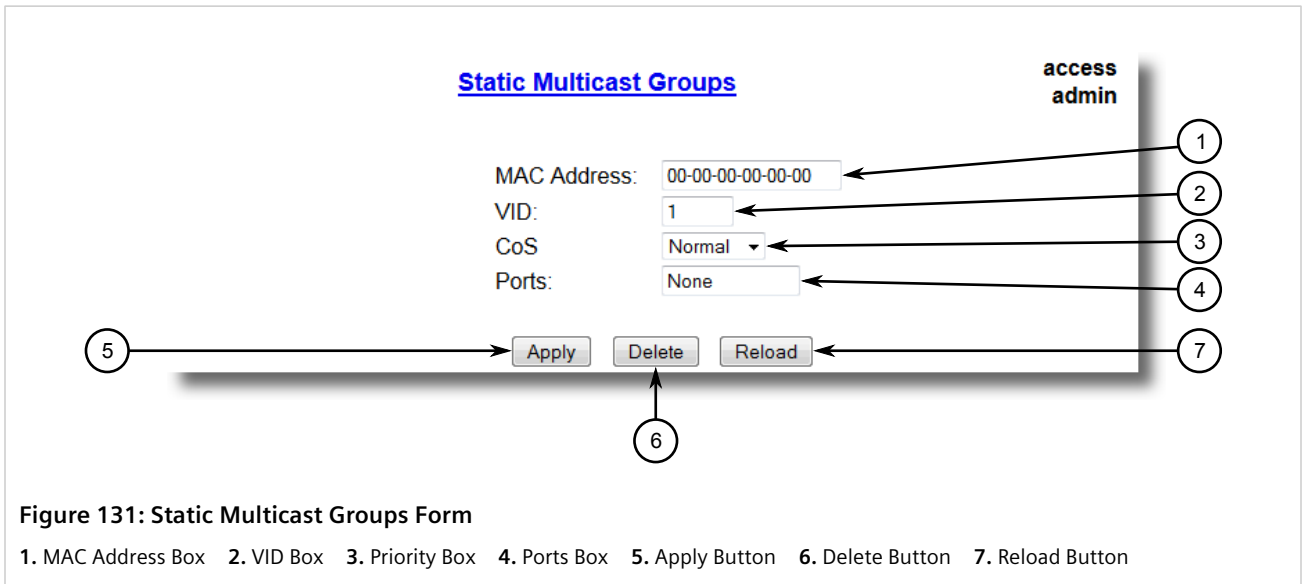 Static Multicast Groups
access
admin
MAC Address: 00-00-00-00-00-00
1
VID: 1
2
CoS Normal
3
Ports: None
4
5
Apply Delete Reload
7
6
Figure 131: Static Multicast Groups Form
1. MAC Address Box 2. VID Box 3. Priority Box 4. Ports Box 5. Apply Button 6. Delete Button 7. Reload Button